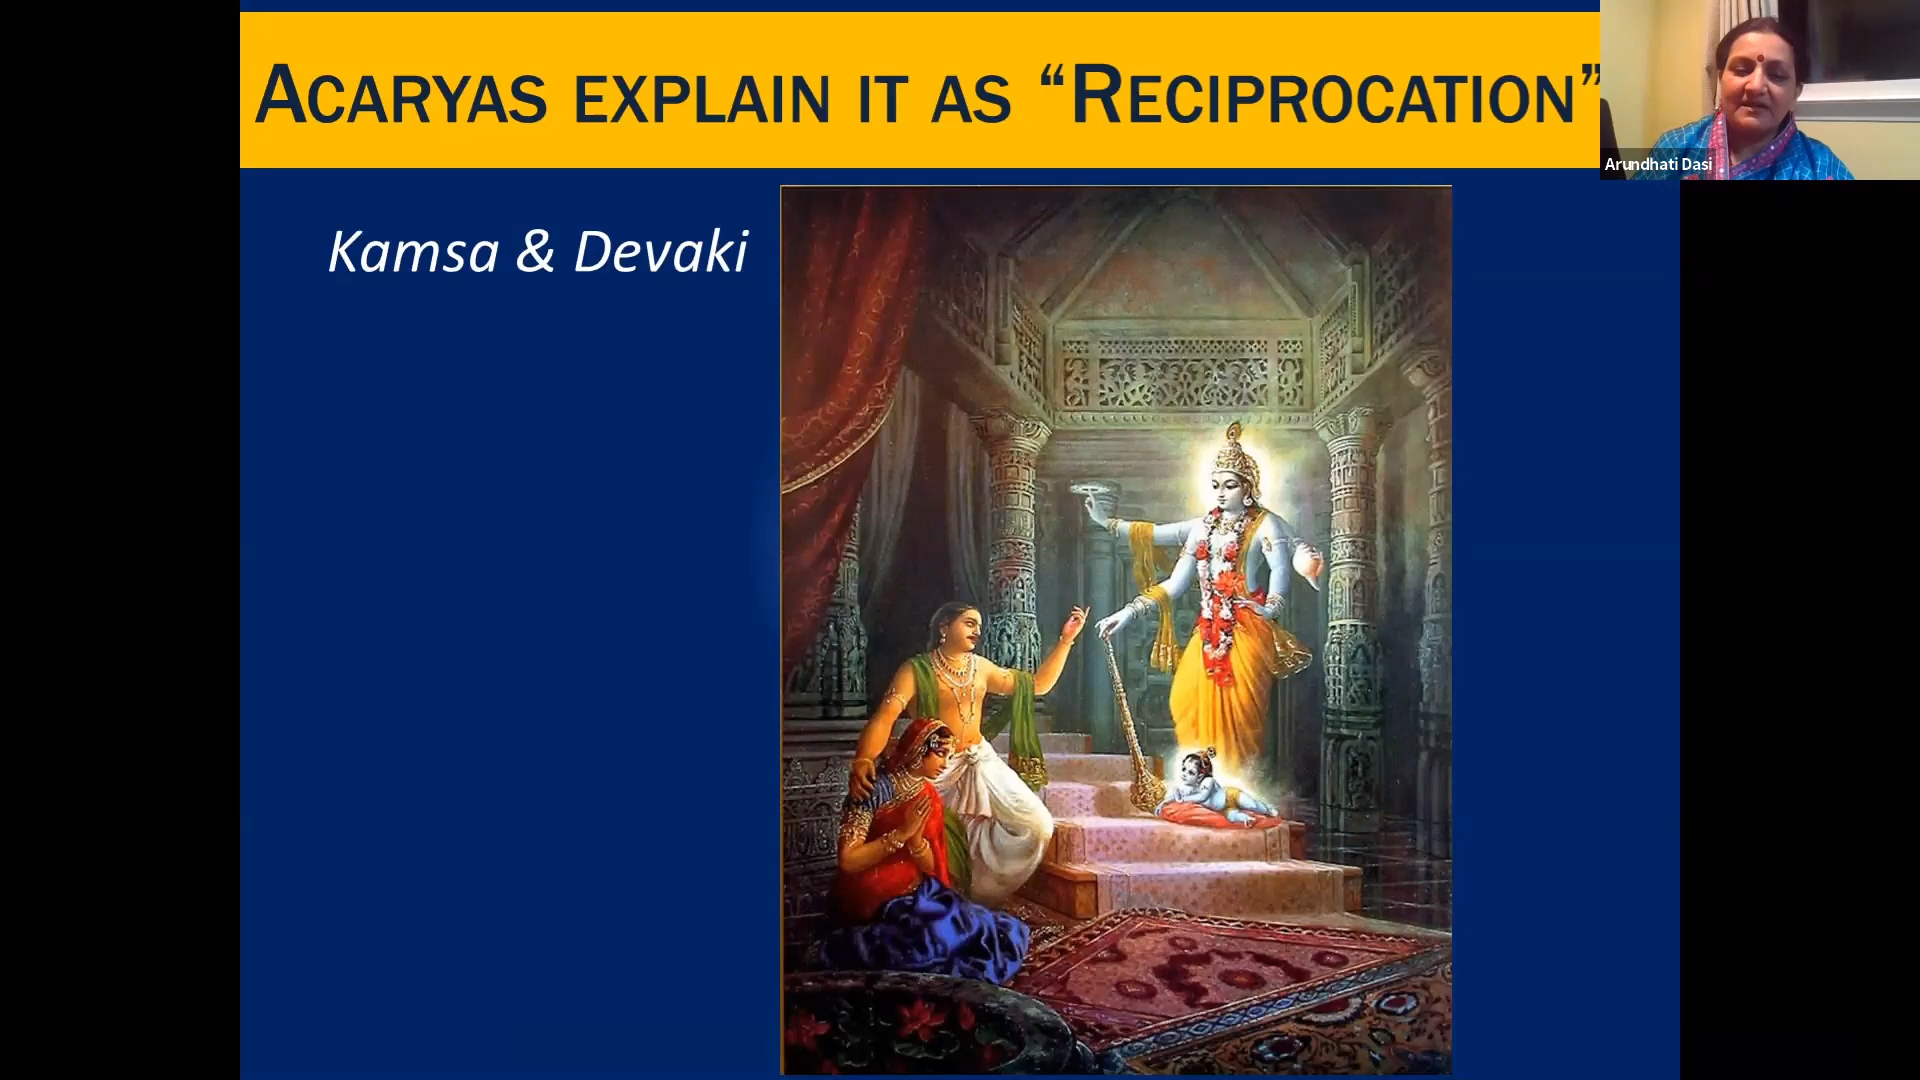 Acaryas explain it as “Reciprocation”
Arundhati Dasi
Kamsa & Devaki